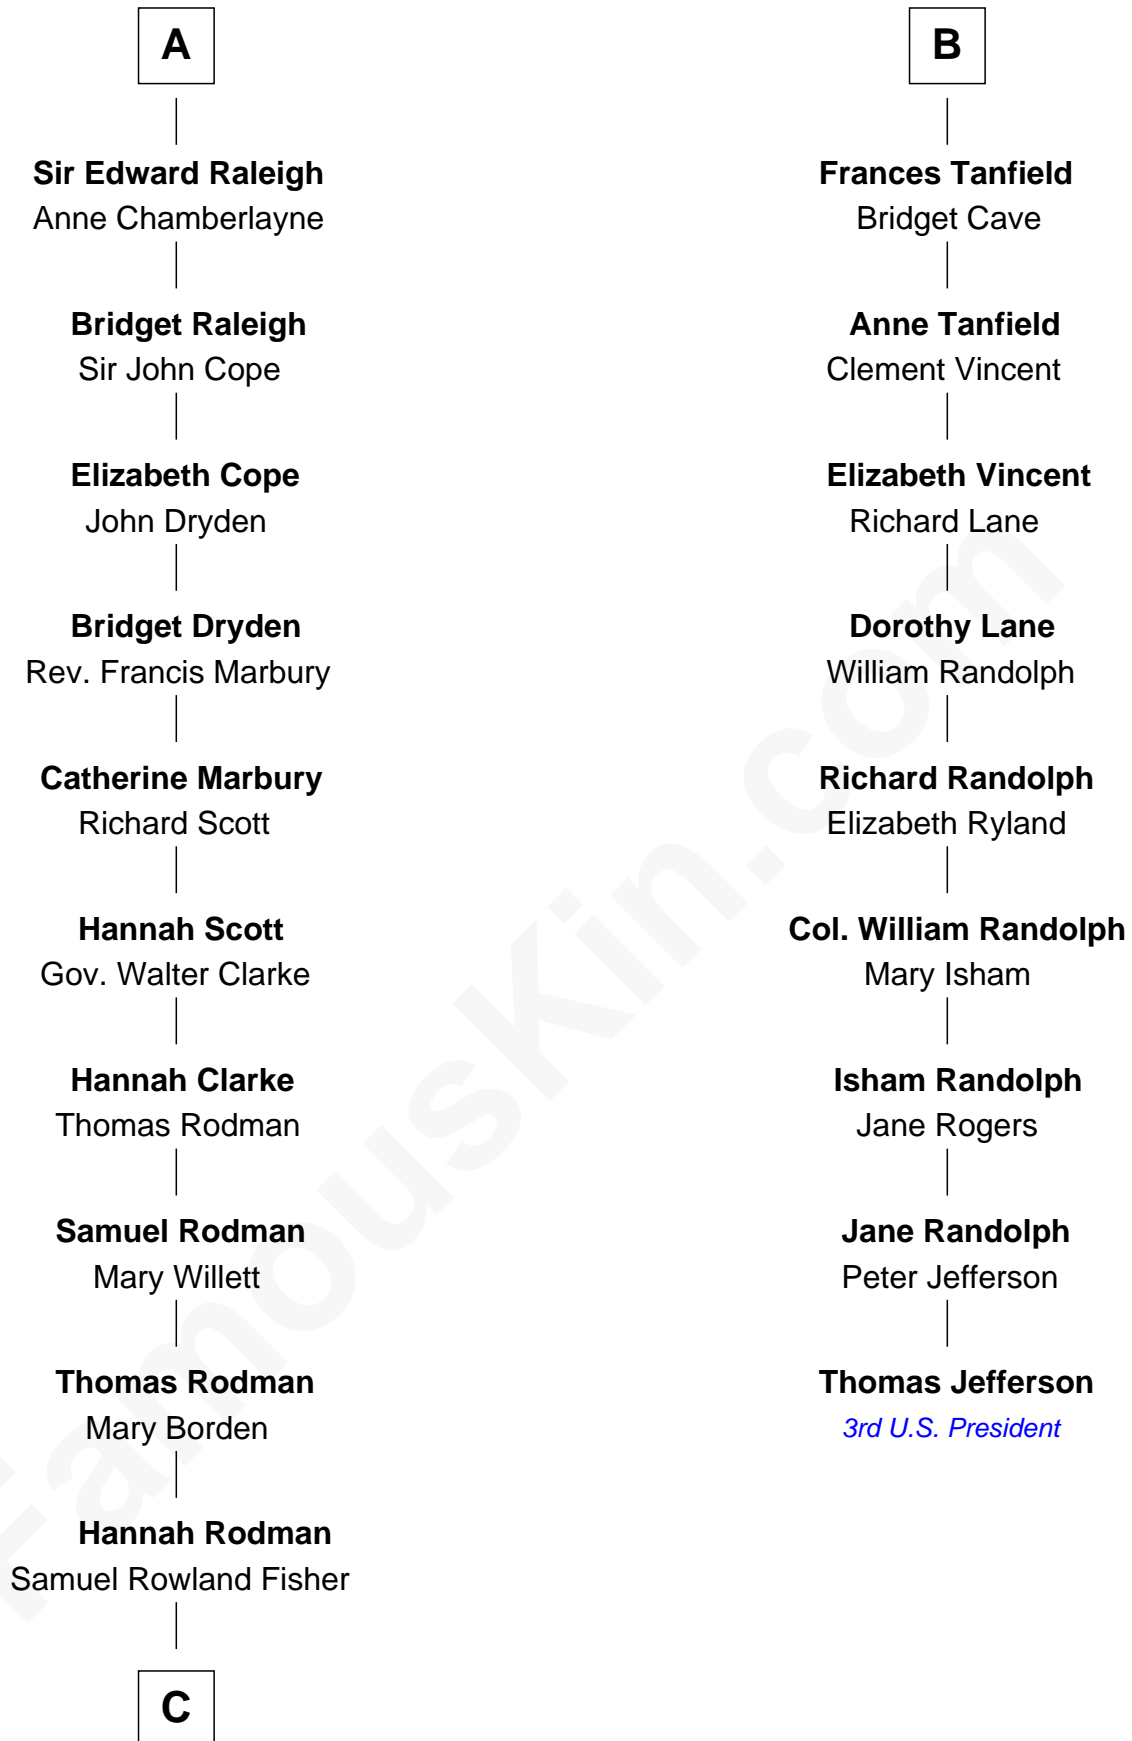 A
Sir Edward Raleigh
Anne Chamberlayne
Bridget Raleigh
Sir John Cope
Elizabeth Cope
John Dryden
Bridget Dryden
Rev. Francis Marbury
Catherine Marbury
Richard Scott
Hannah Scott
Gov. Walter Clarke
Hannah Clarke
Thomas Rodman
Samuel Rodman
Mary Willett
Thomas Rodman
Mary Borden
Hannah Rodman
Samuel Rowland Fisher
C
B
Frances Tanfield
Bridget Cave
Anne Tanfield
Clement Vincent
Elizabeth Vincent
Richard Lane
Dorothy Lane
William Randolph
Richard Randolph
Elizabeth Ryland
Col. William Randolph
Mary Isham
Isham Randolph
Jane Rogers
Jane Randolph
Peter Jefferson
Thomas Jefferson
3rd U.S. President
FamousKin.com